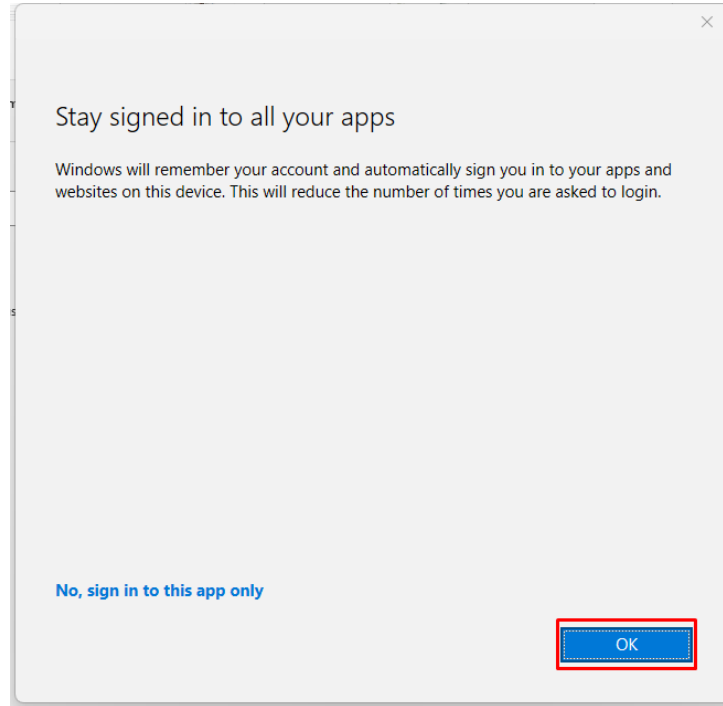 Stay signed in to all your apps
Windows will remember your account and automatically sign you in to your apps and
websites on this device. This will reduce the number of times you are asked to login.
No, sign in to this app only
OK